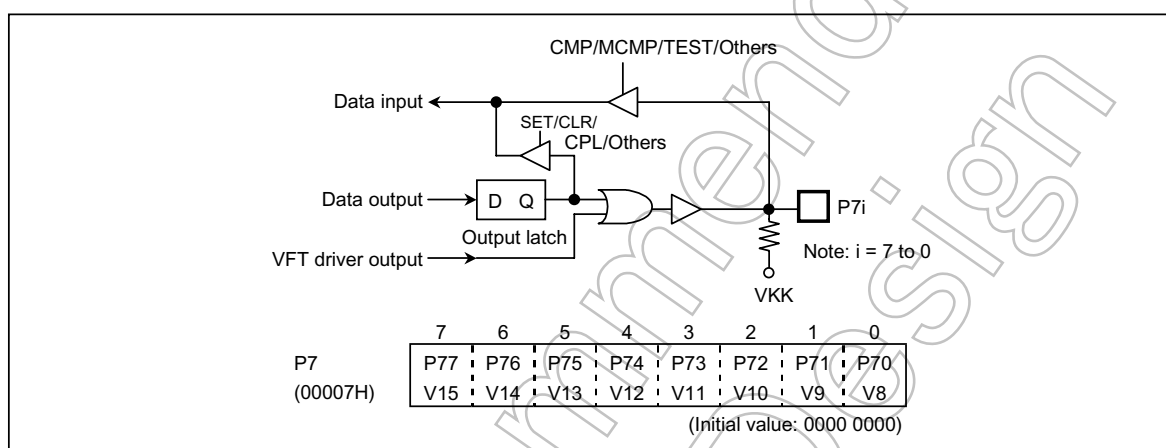 CMP/MCMP/TEST/Others
Data input
SET/CLR/
CPL/Others
Data output
D Q
P7i
Output latch
Note: i = 7 to 0
VFT driver output
VKK
7 6 5 4 3 2 1 0
P7 P77 P76 P75 P74 P73 P72 P71 P70
(00007H) V15 V14 V13 V12 V11 V10 V9 V8
(Initial value: 0000 0000)